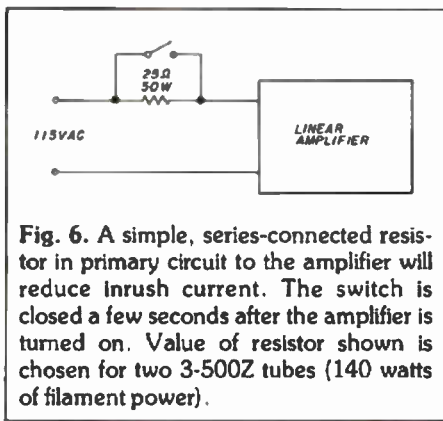 25Ω
50W
115VAC
LINEAR
AMPLIFIER
Fig. 6. A simple, series-connected resis-
tor in primary circuit to the amplifier will
reduce inrush current. The switch is
closed a few seconds after the amplifier is
turned on. Value of resistor shown is
chosen for two 3-500Z tubes (140 watts
of filament power).